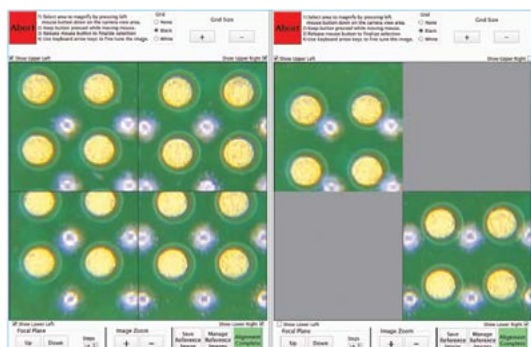 Abort
1) Select area to magnify by pressing left
mouse button down on the camera view area.
2) Keep button pressed while moving mouse.
3) Release mouse button to finalize selection
4) Use keyboard arrow keys to fine tune the image.
Grid
None
Black
White
Grid Size
+ −
Show Upper Left
Show Upper Right
Show Lower Left
Show Lower Right
Focal Plane
Up Down
Steps
Image Zoom
+ −
Save Reference
Manage Reference
Alignment Complete
Abort
1) Select area to magnify by pressing left
mouse button down on the camera view area.
2) Keep button pressed while moving mouse.
3) Release mouse button to finalize selection
4) Use keyboard arrow keys to fine tune the image.
Grid
None
Black
White
Grid Size
+ −
Show Upper Left
Show Upper Right
Show Lower Left
Show Lower Right
Focal Plane
Up Down
Steps
Image Zoom
+ −
Save Reference
Manage Reference
Alignment Complete